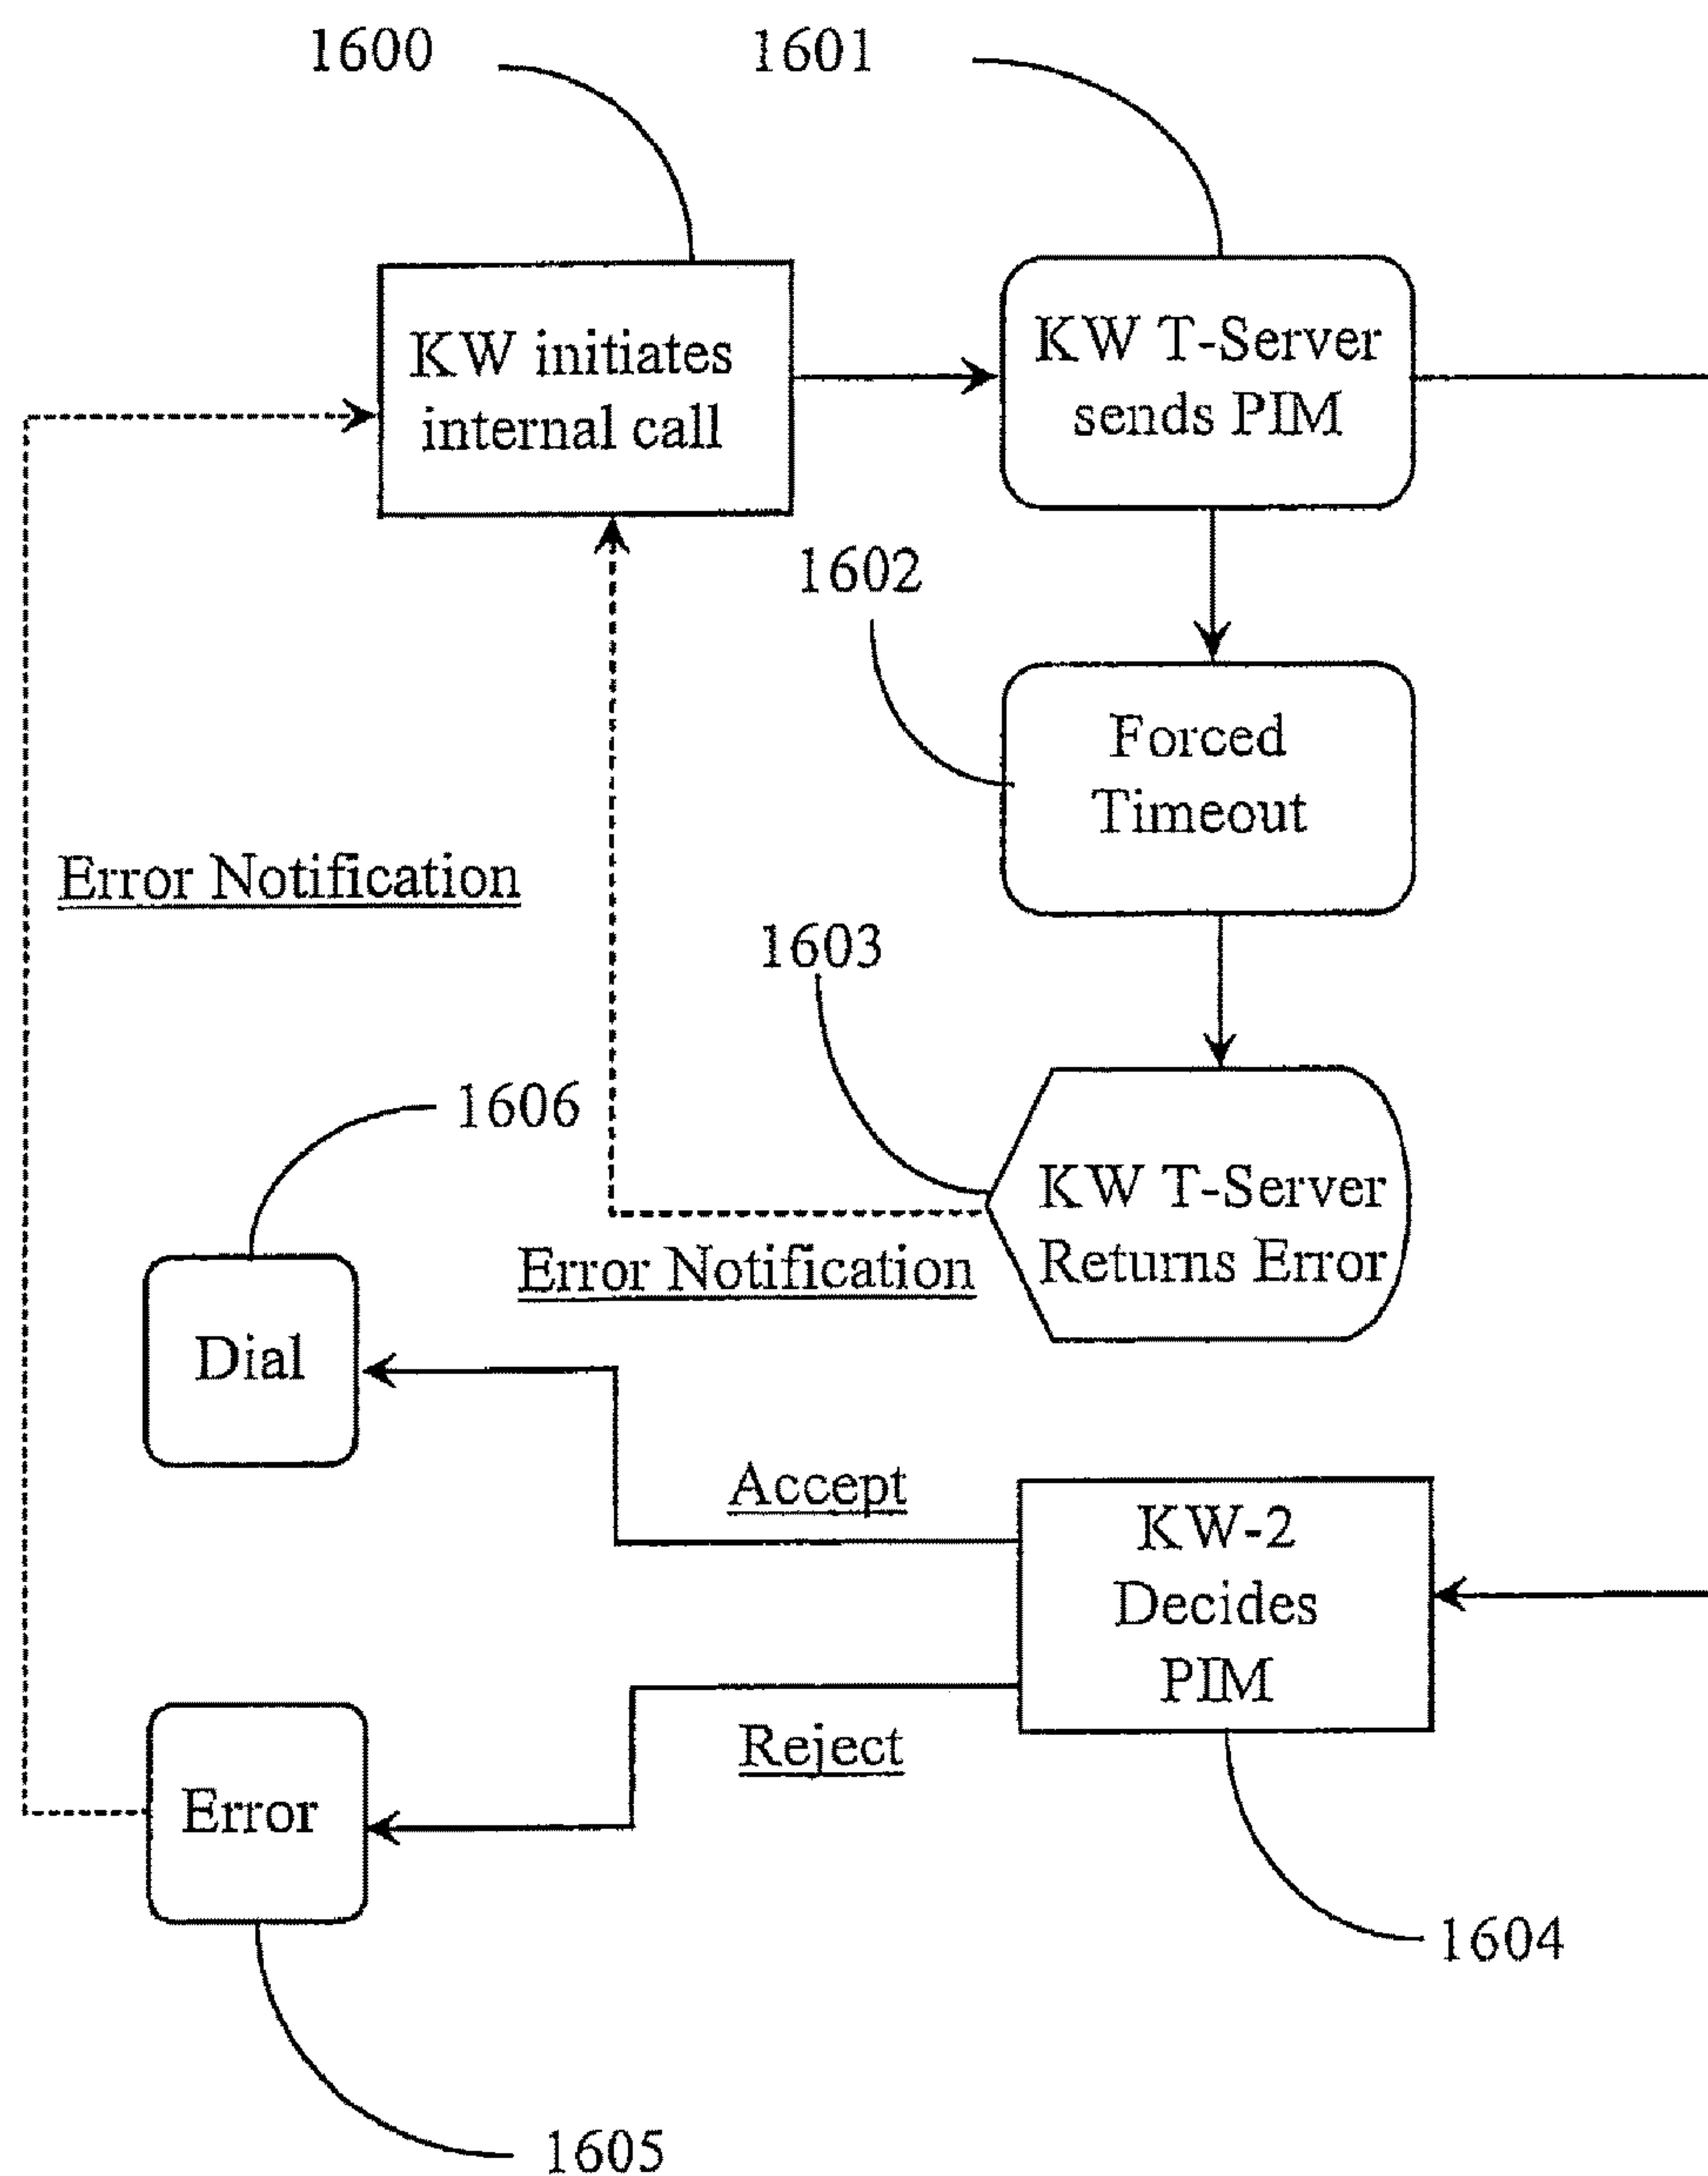 1600
1601
KW initiates
internal call
KW T-Server
sends PIM
1602
Forced
Timeout
Error Notification
1603
1606
KW T-Server
Returns Error
Error Notification
Dial
Accept
KW-2
Decides
PIM
Reject
Error
1604
1605